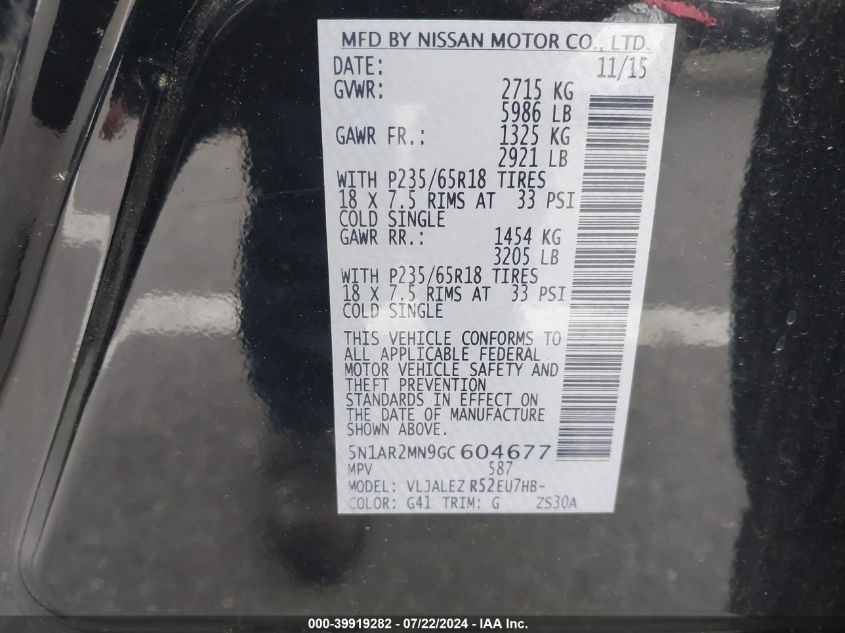 MFD BY NISSAN MOTOR CO., LTD.
DATE: 11/15
GVWR: 2715 KG
5986 LB
GAWR FR.: 1325 KG
2921 LB
WITH P235/65R18 TIRES
18 X 7.5 RIMS AT 33 PSI
COLD SINGLE
GAWR RR.: 1454 KG
3205 LB
WITH P235/65R18 TIRES
18 X 7.5 RIMS AT 33 PSI
COLD SINGLE
THIS VEHICLE CONFORMS TO
ALL APPLICABLE FEDERAL
MOTOR VEHICLE SAFETY AND
THEFT PREVENTION
STANDARDS IN EFFECT ON
THE DATE OF MANUFACTURE
SHOWN ABOVE.
5N1AR2MN9GC604677
MPV 587
MODEL: VLJALEZ R52EU7HB-
COLOR: G41 TRIM: G ZS30A
000-39919282 - 07/22/2024 - IAA Inc.